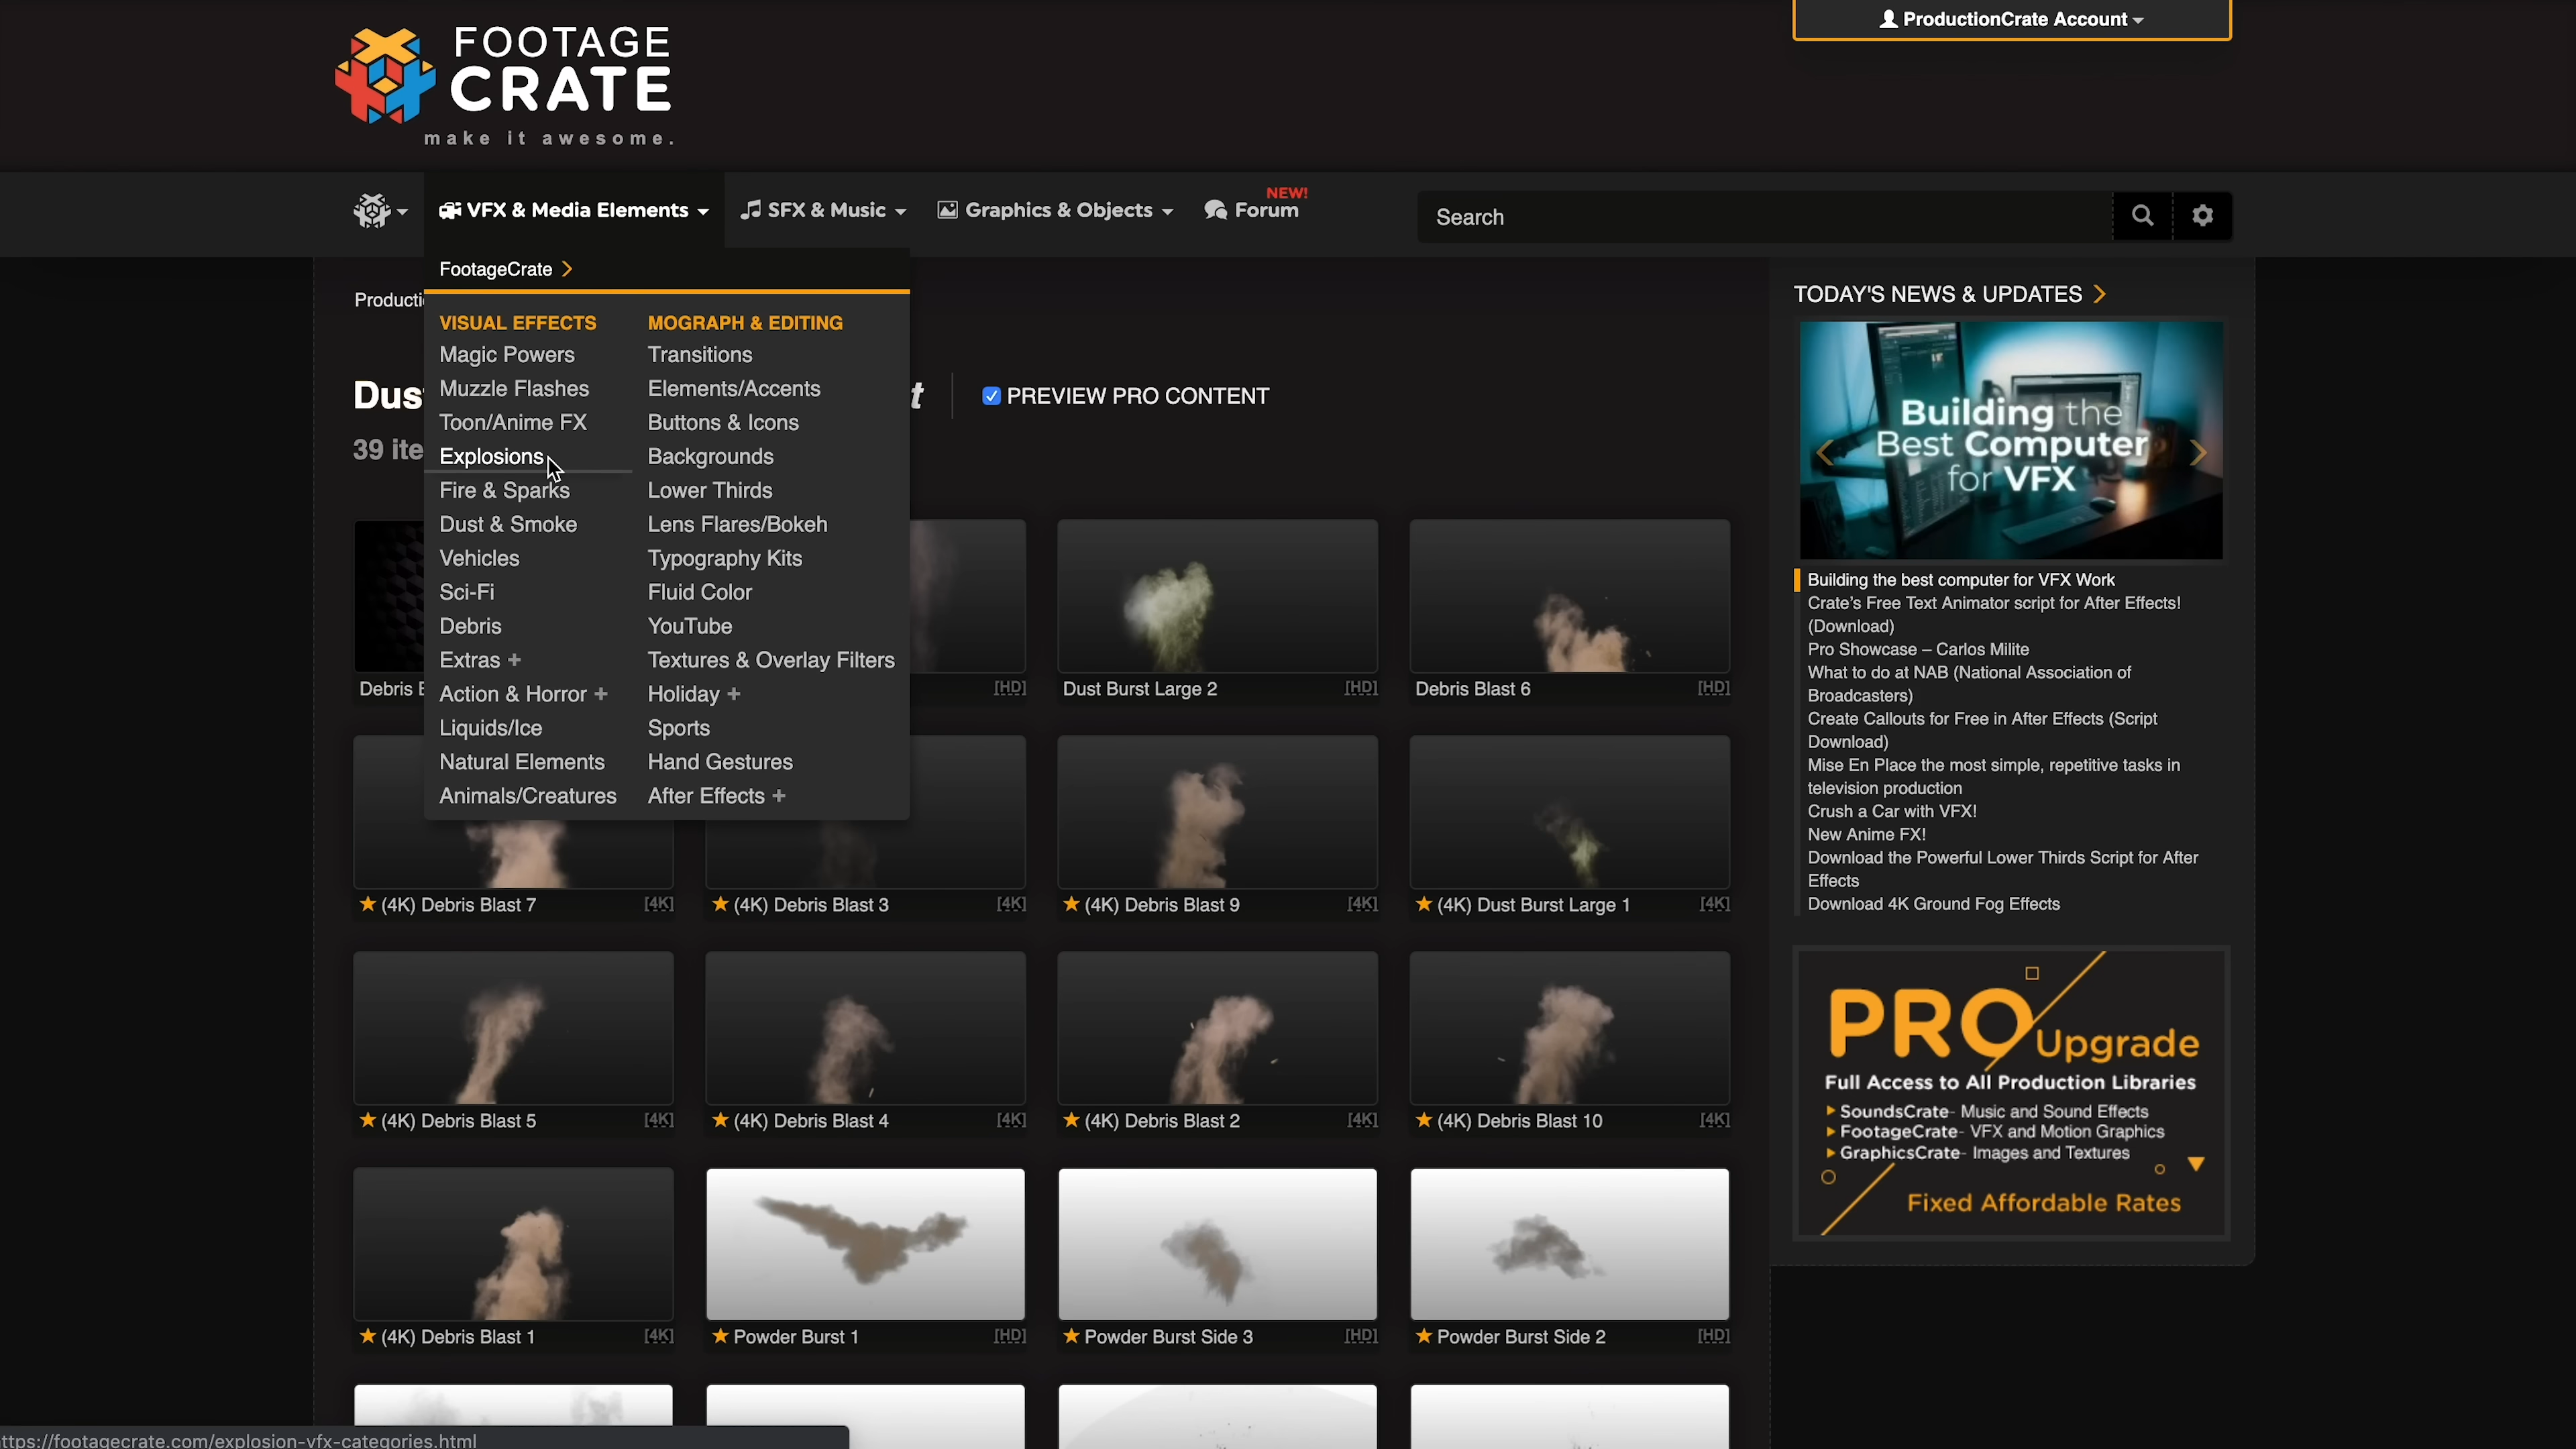 FOOTAGE
CRATE
make it awesome.
ProductionCrate Account
VFX & Media Elements
SFX & Music
Graphics & Objects
NEW!
Forum
Search
FootageCrate
VISUAL EFFECTS
Magic Powers
Muzzle Flashes
Toon/Anime FX
Explosions
Fire & Sparks
Dust & Smoke
Vehicles
Sci-Fi
Debris
Extras +
Action & Horror +
Liquids/Ice
Natural Elements
Animals/Creatures
MOGRAPH & EDITING
Transitions
Elements/Accents
Buttons & Icons
Backgrounds
Lower Thirds
Lens Flares/Bokeh
Typography Kits
Fluid Color
YouTube
Textures & Overlay Filters
Holiday +
Sports
Hand Gestures
After Effects +
PREVIEW PRO CONTENT
39
Debris
[HD]
Dust Burst Large 2 [HD]
Debris Blast 6 [HD]
★ (4K) Debris Blast 7 [4K]
★ (4K) Debris Blast 3 [4K]
★ (4K) Debris Blast 9 [4K]
★ (4K) Dust Burst Large 1 [4K]
★ (4K) Debris Blast 5 [4K]
★ (4K) Debris Blast 4 [4K]
★ (4K) Debris Blast 2 [4K]
★ (4K) Debris Blast 10 [4K]
★ (4K) Debris Blast 1 [4K]
★ Powder Burst 1 [HD]
★ Powder Burst Side 3 [HD]
★ Powder Burst Side 2 [HD]
TODAY'S NEWS & UPDATES
Building the
Best Computer
for VFX
Building the best computer for VFX Work
Crate's Free Text Animator script for After Effects!
(Download)
Pro Showcase – Carlos Milite
What to do at NAB (National Association of
Broadcasters)
Create Callouts for Free in After Effects (Script
Download)
Mise En Place the most simple, repetitive tasks in
television production
Crush a Car with VFX!
New Anime FX!
Download the Powerful Lower Thirds Script for After
Effects
Download 4K Ground Fog Effects
PRO Upgrade
Full Access to All Production Libraries
SoundsCrate- Music and Sound Effects
FootageCrate- VFX and Motion Graphics
GraphicsCrate- Images and Textures
Fixed Affordable Rates
ttps://footagecrate.com/explosion-vfx-categories.html